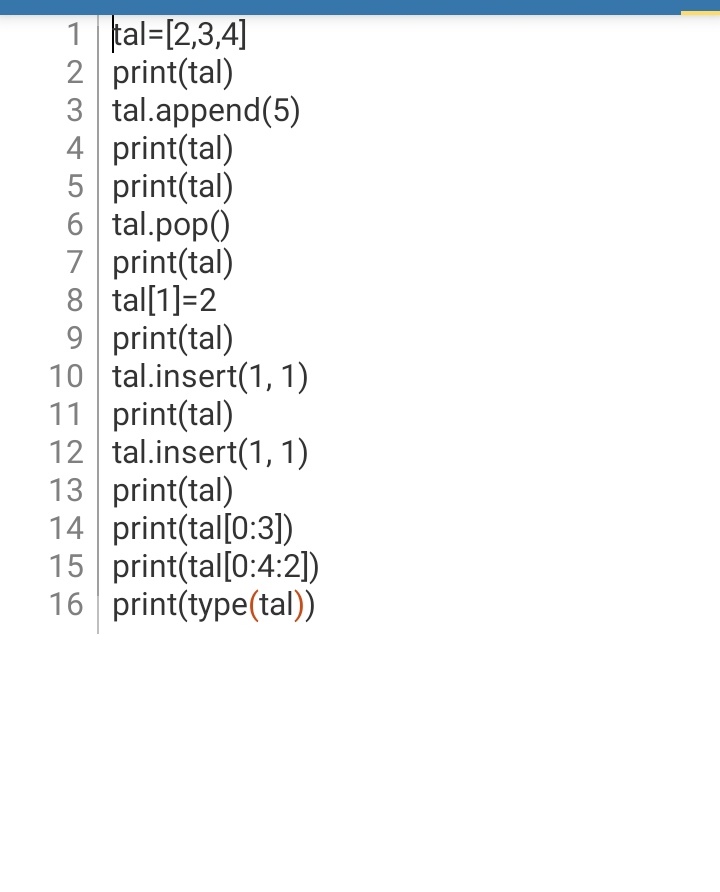 1 tal=[2,3,4]
2 print(tal)
3 tal.append(5)
4 print(tal)
5 print(tal)
6 tal.pop()
7 print(tal)
8 tal[1]=2
9 print(tal)
10 tal.insert(1, 1)
11 print(tal)
12 tal.insert(1, 1)
13 print(tal)
14 print(tal[0:3])
15 print(tal[0:4:2])
16 print(type(tal))